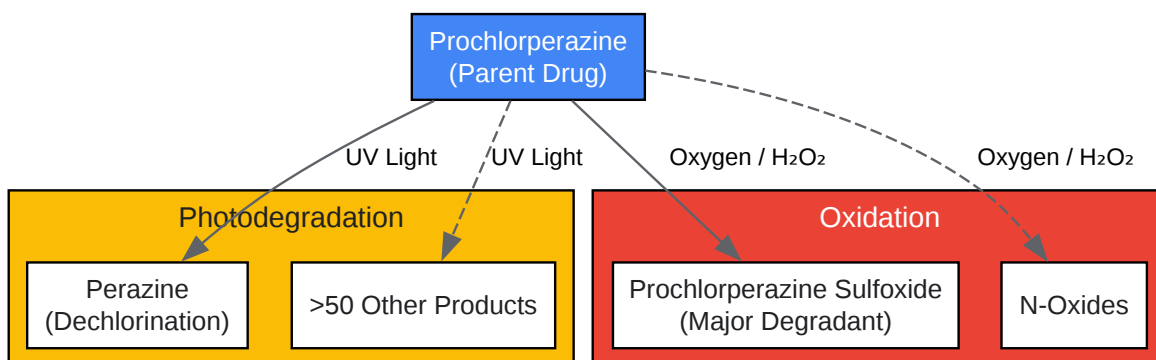 Prochlorperazine
(Parent Drug)
UV Light
UV Light
Oxygen / H₂O₂
Oxygen / H₂O₂
Photodegradation
Oxidation
Perazine
(Dechlorination)
>50 Other Products
Prochlorperazine Sulfoxide
(Major Degradant)
N-Oxides